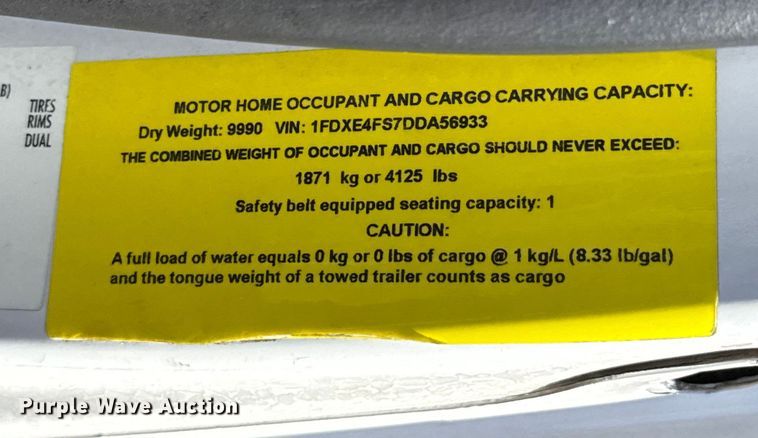 B)
TIRES
RIMS
DUAL
MOTOR HOME OCCUPANT AND CARGO CARRYING CAPACITY:
Dry Weight: 9990 VIN: 1FDXE4FS7DDA56933
THE COMBINED WEIGHT OF OCCUPANT AND CARGO SHOULD NEVER EXCEED:
1871 kg or 4125 lbs
Safety belt equipped seating capacity: 1
CAUTION:
A full load of water equals 0 kg or 0 lbs of cargo @ 1 kg/L (8.33 lb/gal)
and the tongue weight of a towed trailer counts as cargo
Purple Wave Auction